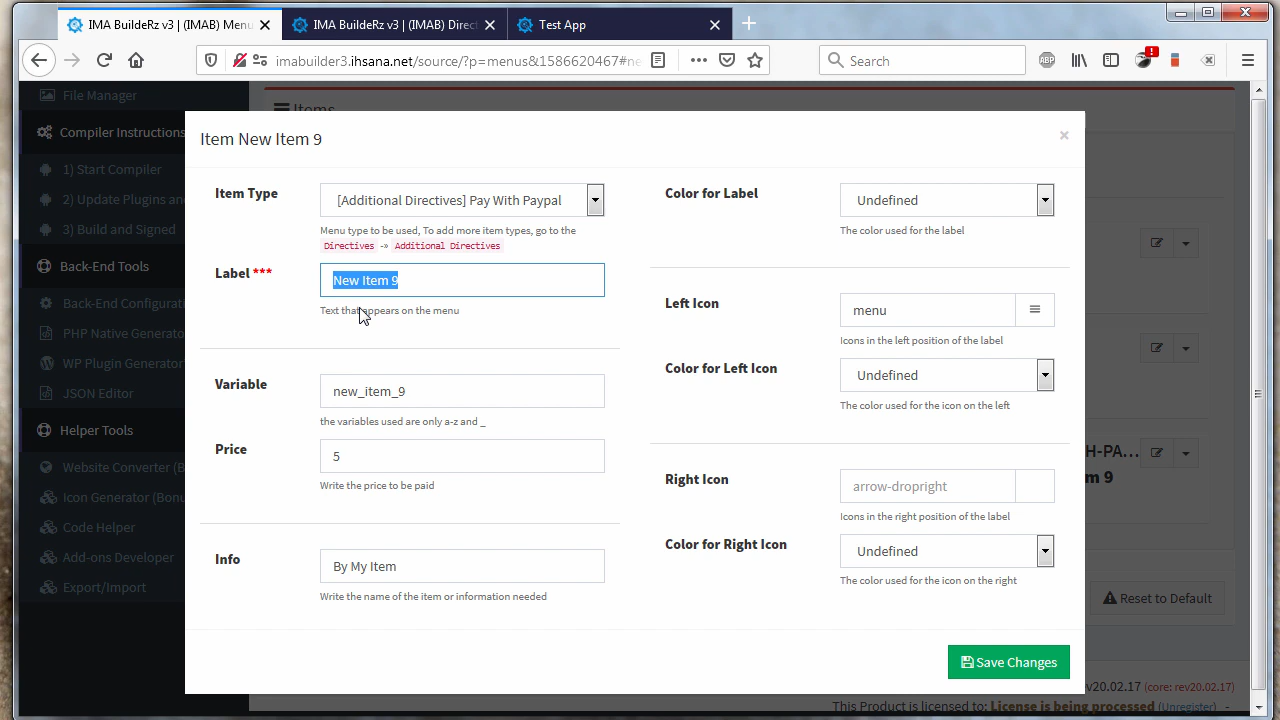 IMA BuildeRz v3 | (IMAB) Menu
IMA BuildeRz v3 | (IMAB) Direc
Test App
imabuilder3.ihsana.net/sou
/?p=menus&1386620467#ne
Search
ABP
File Manager
Compiler Instructions
1) Start Compiler
2) Update Plugins an
3) Build and Signed
Back-End Tools
Back-End Configurati
PHP Native Generato
WP Plugin Generator
JSON Editor
Helper Tools
Website Converter (B
Icon Generator (Bonu
Code Helper
Add-ons Developer
Export/Import
Items
Item New Item 9
×
Item Type
[Additional Directives] Pay With Paypal
Menu type to be used, To add more item types, go to the
Directives -> Additional Directives
Label ***
New Item 9
Text that appears on the menu
Variable
new_item_9
the variables used are only a-z and _
Price
5
Write the price to be paid
Info
By My Item
Write the name of the item or information needed
Color for Label
Undefined
The color used for the label
Left Icon
menu
Icons in the left position of the label
Color for Left Icon
Undefined
The color used for the icon on the left
Right Icon
arrow-dropright
Icons in the right position of the label
Color for Right Icon
Undefined
The color used for the icon on the right
Save Changes
H-PA...
m 9
Reset to Default
rev20.02.17 (core: rev20.02.17)
This Product is licensed to: License is being processed (Unregister) -